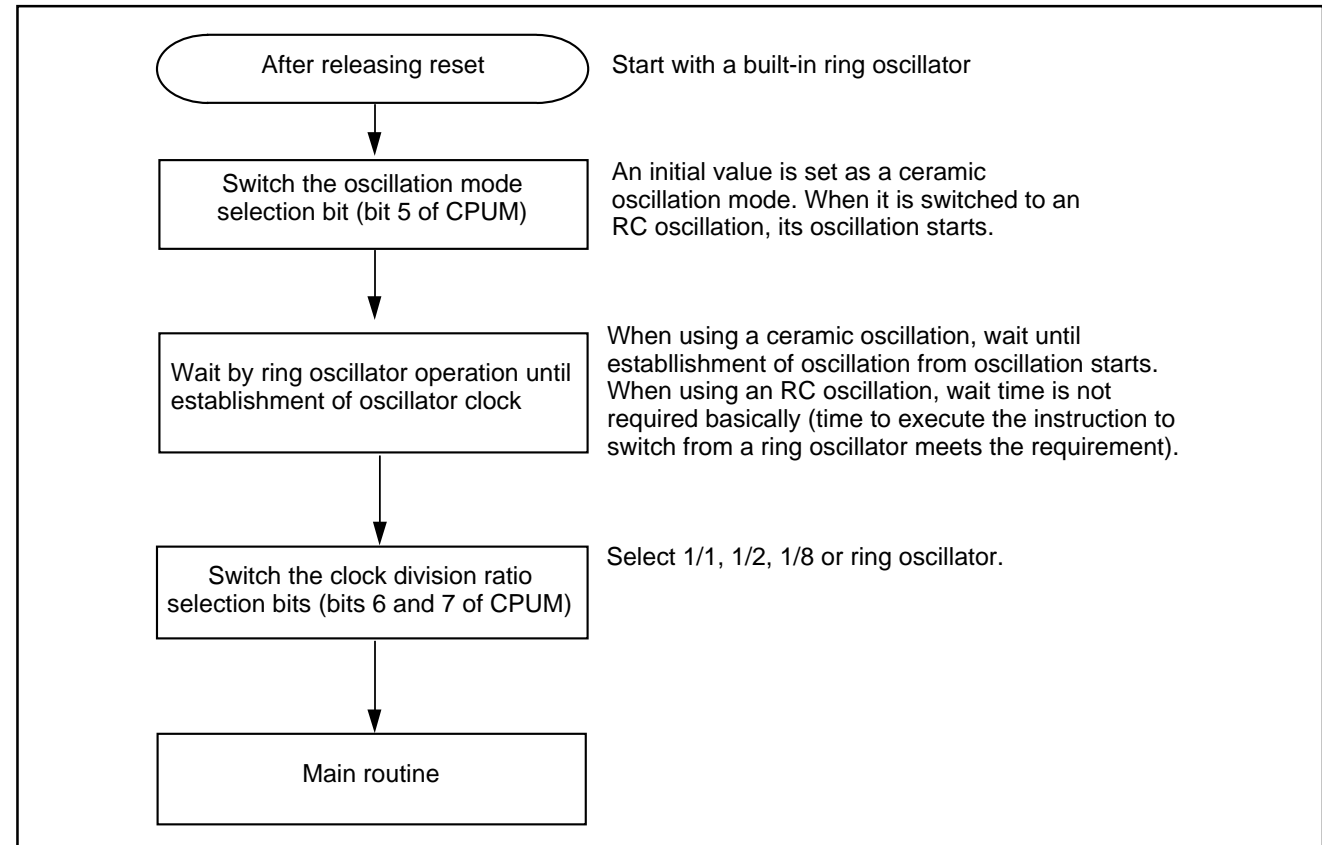 After releasing reset
Start with a built-in ring oscillator
Switch the oscillation mode
selection bit (bit 5 of CPUM)
An initial value is set as a ceramic
oscillation mode. When it is switched to an
RC oscillation, its oscillation starts.
Wait by ring oscillator operation until
establishment of oscillator clock
When using a ceramic oscillation, wait until
establlishment of oscillation from oscillation starts.
When using an RC oscillation, wait time is not
required basically (time to execute the instruction to
switch from a ring oscillator meets the requirement).
Switch the clock division ratio
selection bits (bits 6 and 7 of CPUM)
Select 1/1, 1/2, 1/8 or ring oscillator.
Main routine